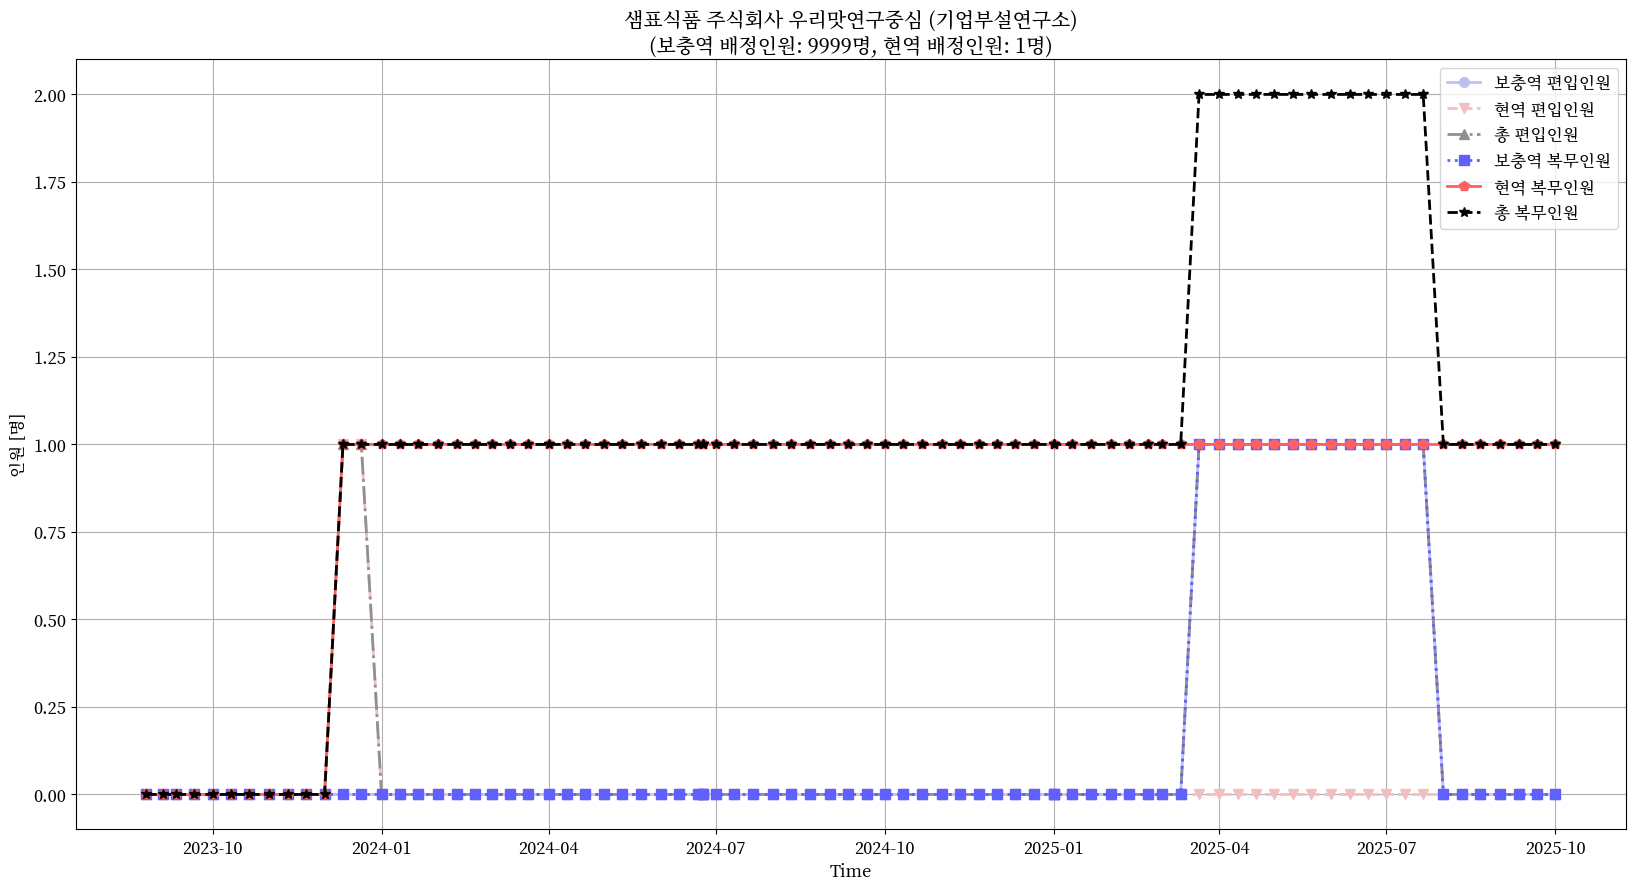 샘표식품 주식회사 우리맛연구중심 (기업부설연구소)
(보충역 배정인원: 9999명, 현역 배정인원: 1명)
보충역 편입인원
현역 편입인원
총 편입인원
보충역 복무인원
현역 복무인원
총 복무인원
인원 [명]
2.00
1.75
1.50
1.25
1.00
0.75
0.50
0.25
0.00
2023-10 2024-01 2024-04 2024-07 2024-10 2025-01 2025-04 2025-07 2025-10
Time